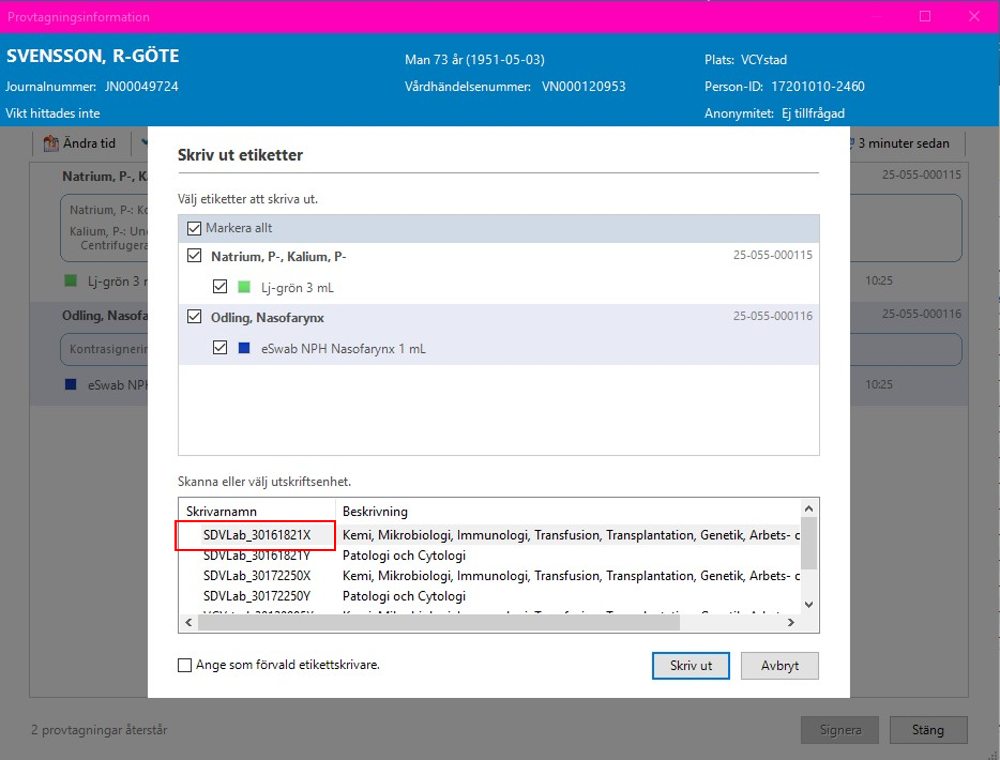 Provtagningsinformation
SVENSSON, R-GÖTE
Man 73 år (1951-05-03)
Plats: VCYstad
Journalnummer: JN00049724
Vårdhändelsenummer: VN000120953
Person-ID: 17201010-2460
Vikt hittades inte
Anonymitet: Ej tillfrågad
Ändra tid
3 minuter sedan
Natrium, P-, K
25-055-000115
Natrium, P-: Ko
Kalium, P-: Un
Centrifugera
Lj-grön 3
10:25
Odling, Nasofa
25-055-000116
Kontrasignerin
eSwab NPH
10:25
Skriv ut etiketter
Välj etiketter att skriva ut.
Markera allt
Natrium, P-, Kalium, P-
25-055-000115
Lj-grön 3 mL
Odling, Nasofarynx
25-055-000116
eSwab NPH Nasofarynx 1 mL
Skanna eller välj utskriftsenhet.
Skrivarnamn Beskrivning
SDVLab_30161821X Kemi, Mikrobiologi, Immunologi, Transfusion, Transplantation, Genetik, Arbets- c
SDVLab_30161821Y Patologi och Cytologi
SDVLab_30172250X Kemi, Mikrobiologi, Immunologi, Transfusion, Transplantation, Genetik, Arbets- c
SDVLab_30172250Y Patologi och Cytologi
Ange som förvald etikettskrivare.
Skriv ut
Avbryt
2 provtagningar återstår
Signera
Stäng